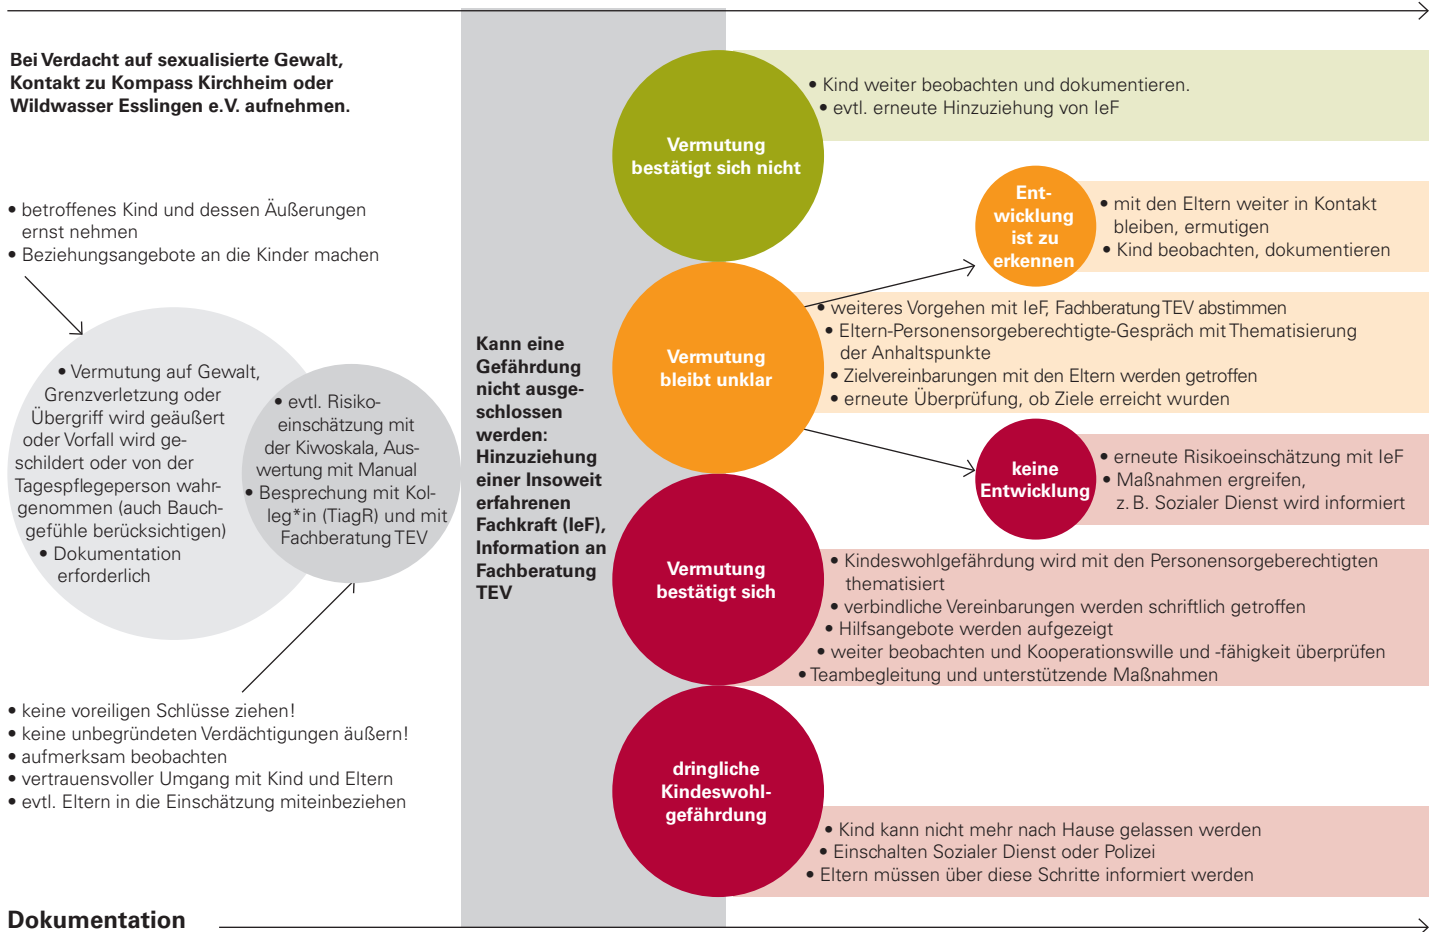 Bei Verdacht auf sexualisierte Gewalt,
Kontakt zu Kompass Kirchheim oder
Wildwasser Esslingen e.V. aufnehmen.
• betroffenes Kind und dessen Äußerungen
ernst nehmen
• Beziehungsangebote an die Kinder machen
• Vermutung auf Gewalt,
Grenzverletzung oder
Übergriff wird geäußert
oder Vorfall wird ge-
schildert oder von der
Tagespflegeperson wahr-
genommen (auch Bauch-
gefühle berücksichtigen)
• Dokumentation
erforderlich
• evtl. Risiko-
einschätzung mit
der Kiwoskala, Aus-
wertung mit Manual
• Besprechung mit Kol-
leg*in (TiagR) und mit
Fachberatung TEV
• keine voreiligen Schlüsse ziehen!
• keine unbegründeten Verdächtigungen äußern!
• aufmerksam beobachten
• vertrauensvoller Umgang mit Kind und Eltern
• evtl. Eltern in die Einschätzung miteinbeziehen
Kann eine
Gefährdung
nicht ausge-
schlossen
werden:
Hinzuziehung
einer Insoweit
erfahrenen
Fachkraft (IeF),
Information an
Fachberatung
TEV
Vermutung
bestätigt sich nicht
• Kind weiter beobachten und dokumentieren.
• evtl. erneute Hinzuziehung von IeF
Vermutung
bleibt unklar
Ent-
wicklung
ist zu
erkennen
• mit den Eltern weiter in Kontakt
bleiben, ermutigen
• Kind beobachten, dokumentieren
• weiteres Vorgehen mit IeF, Fachberatung TEV abstimmen
• Eltern-Personensorgeberechtigte-Gespräch mit Thematisierung
der Anhaltspunkte
• Zielvereinbarungen mit den Eltern werden getroffen
• erneute Überprüfung, ob Ziele erreicht wurden
keine
Entwicklung
• erneute Risikoeinschätzung mit IeF
• Maßnahmen ergreifen,
z. B. Sozialer Dienst wird informiert
Vermutung
bestätigt sich
• Kindeswohlgefährdung wird mit den Personensorgeberechtigten
thematisiert
• verbindliche Vereinbarungen werden schriftlich getroffen
• Hilfsangebote werden aufgezeigt
• weiter beobachten und Kooperationswille und -fähigkeit überprüfen
• Teambegleitung und unterstützende Maßnahmen
dringliche
Kindeswohl-
gefährdung
• Kind kann nicht mehr nach Hause gelassen werden
• Einschalten Sozialer Dienst oder Polizei
• Eltern müssen über diese Schritte informiert werden
Dokumentation